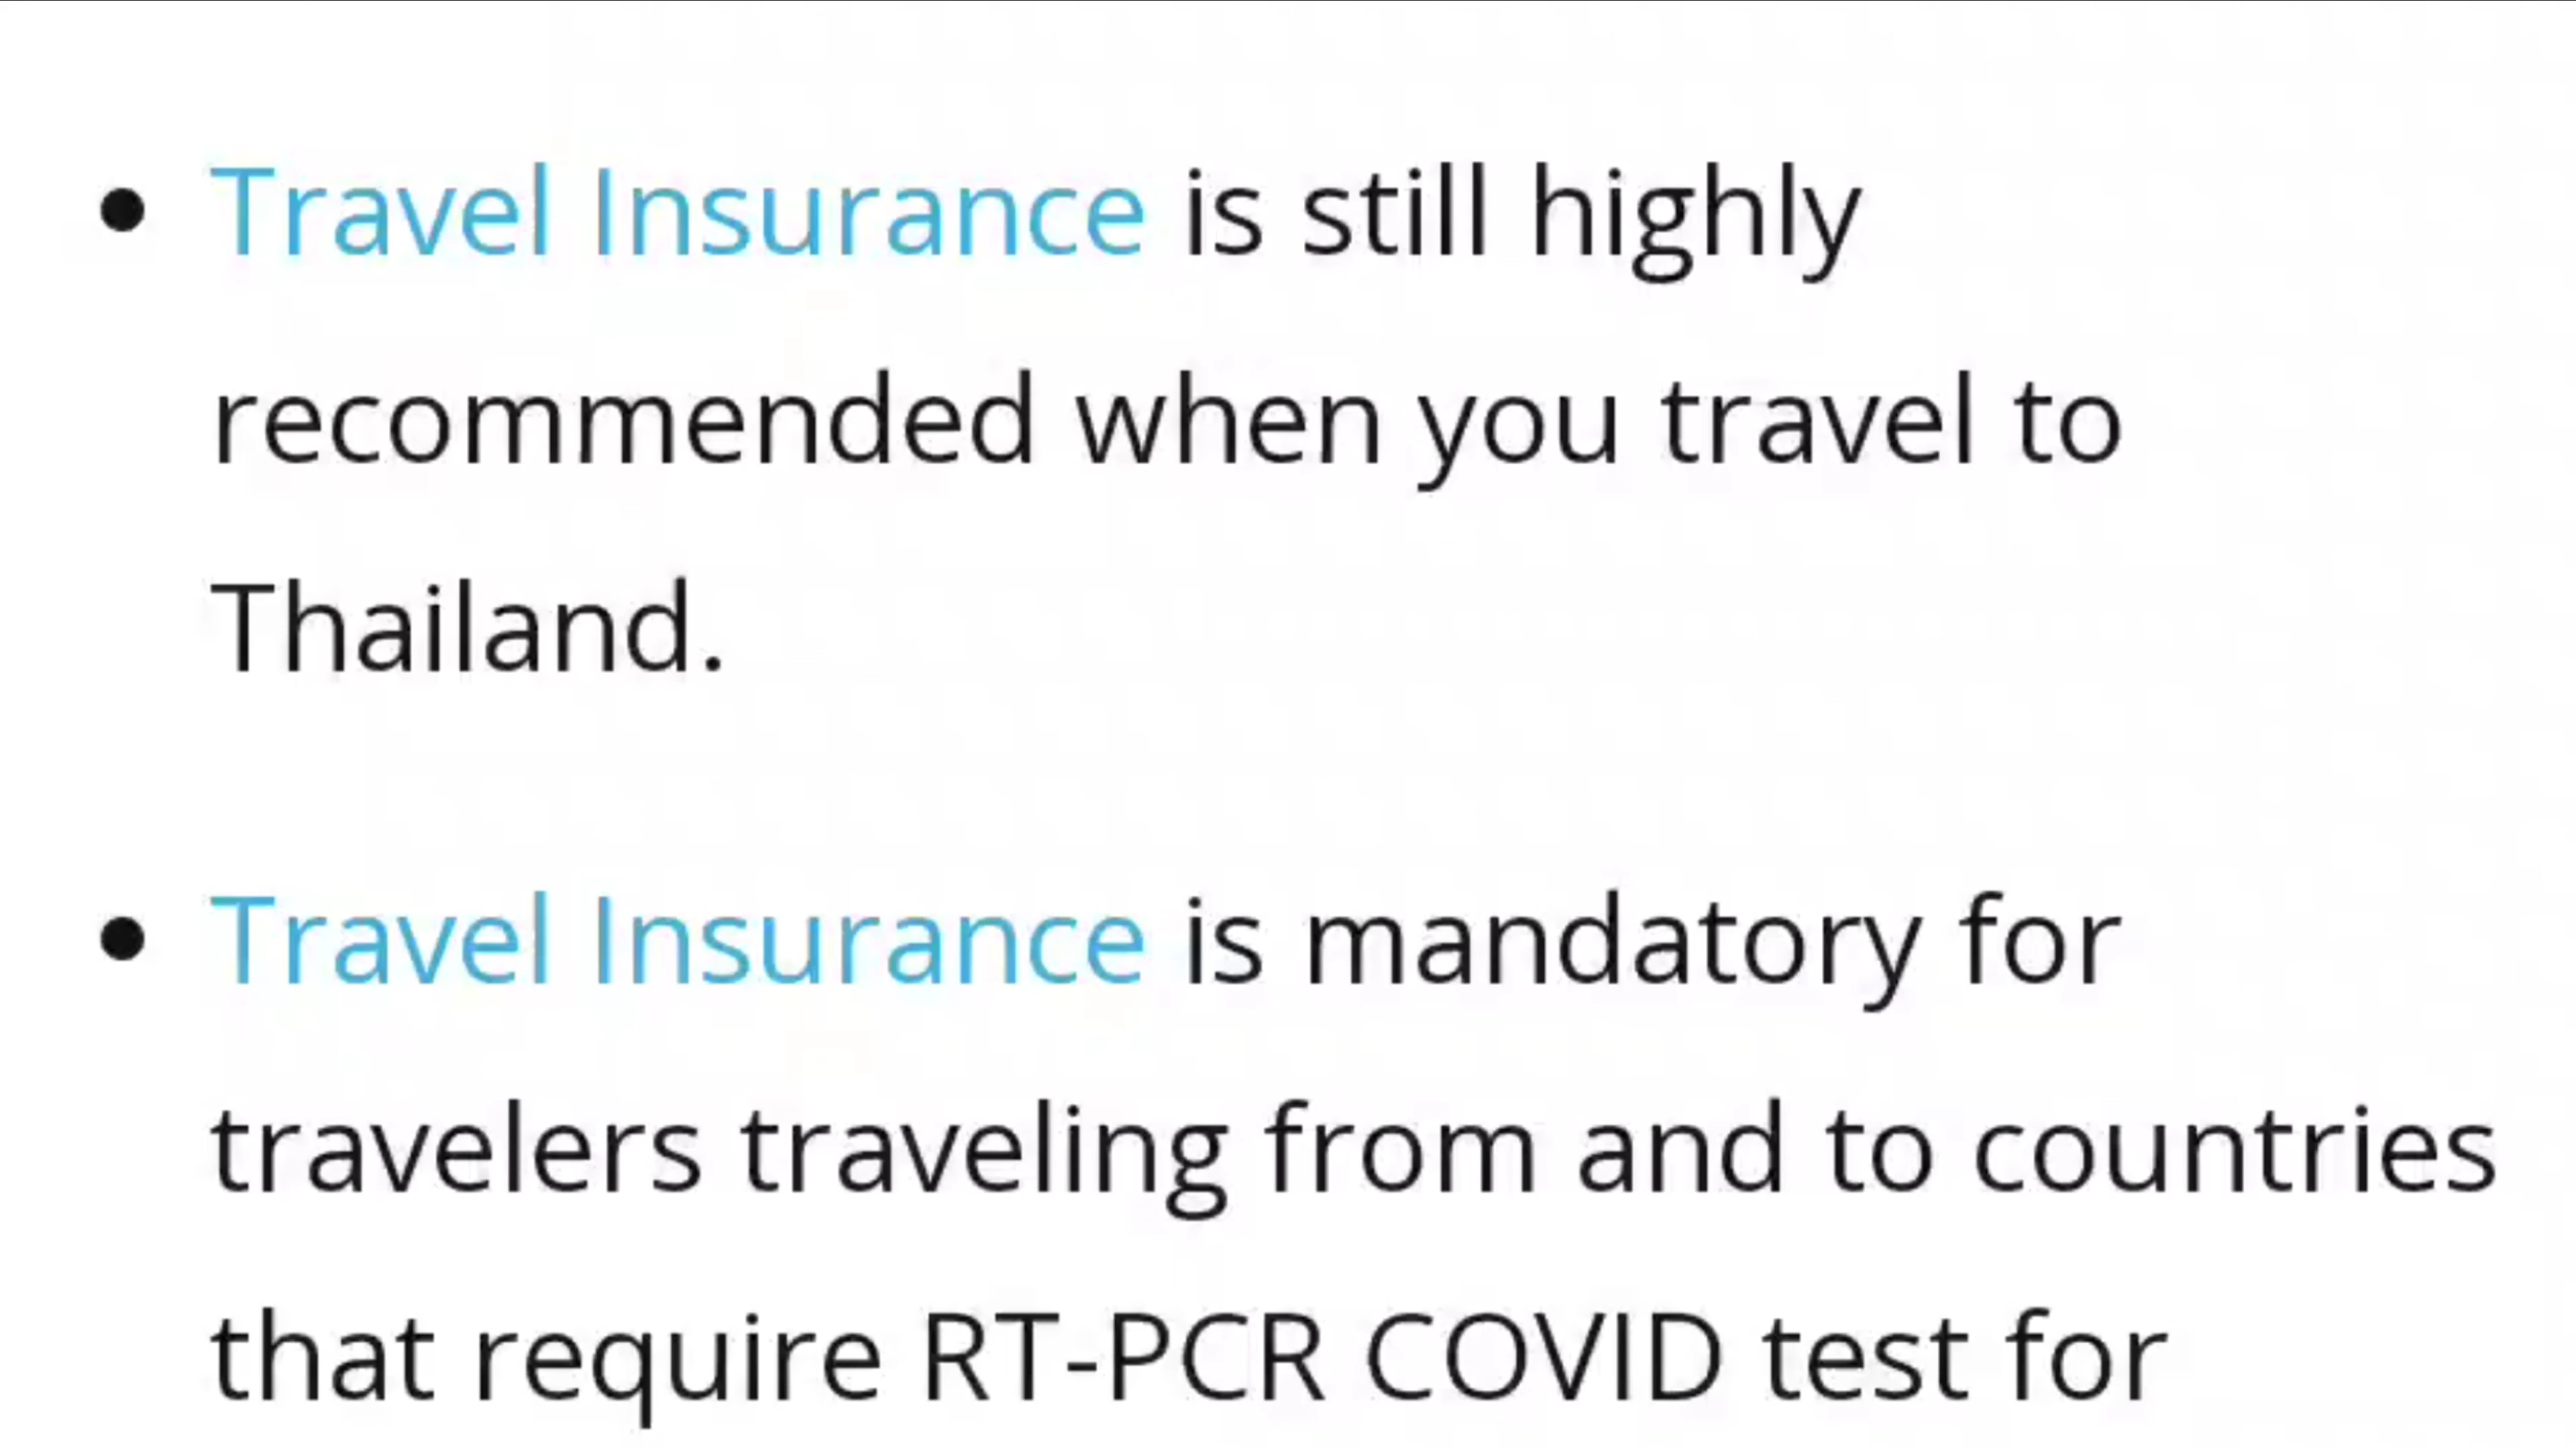 • Travel Insurance is still highly
recommended when you travel to
Thailand.
• Travel Insurance is mandatory for
travelers traveling from and to countries
that require RT-PCR COVID test for